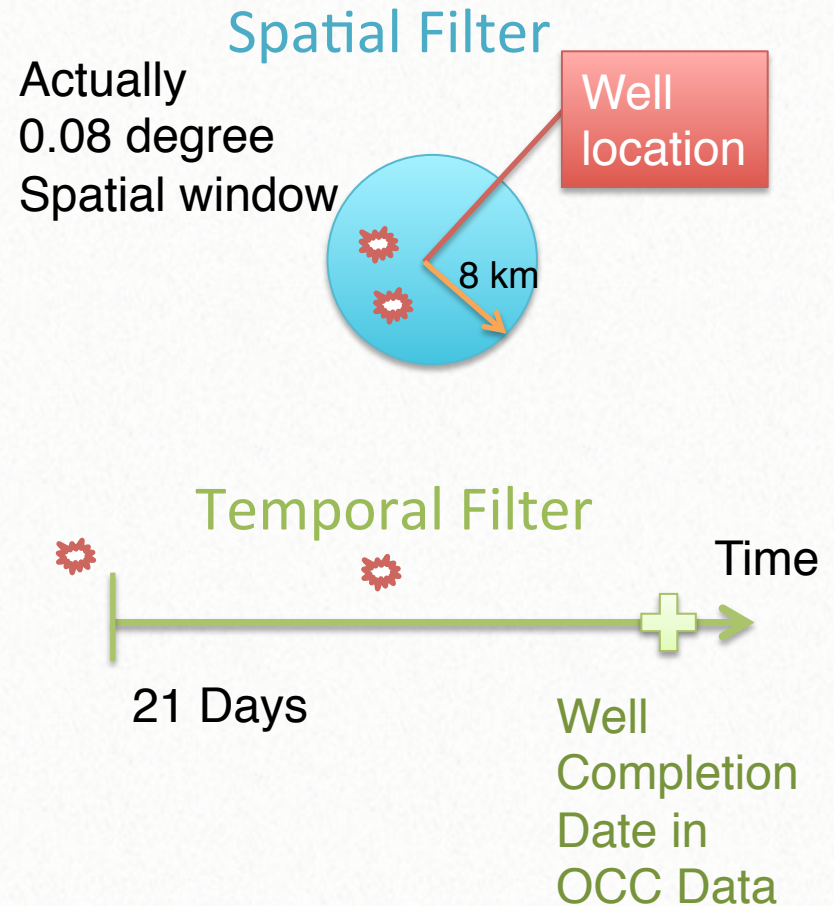 Spatial Filter
Actually
0.08 degree
Spatial window
Well
location
8 km
Temporal Filter
Time
21 Days
Well
Completion
Date in
OCC Data